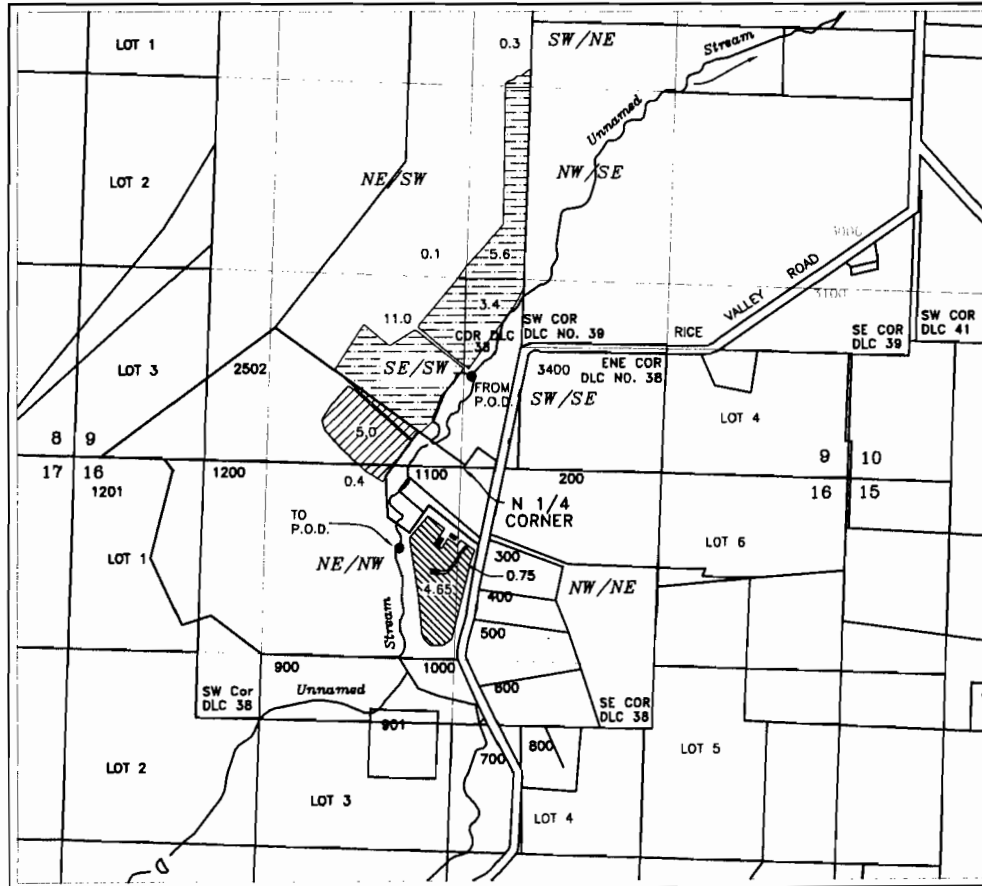 LOT 1
0.3
SW/NE
Stream
Unnamed
LOT 2
NE/SW
NW/SE
0.1
5.6
3.4
11.0
COR DLC
38
SW COR
DLC NO. 39
RICE
VALLEY
ROAD
3000
3100
SE COR
DLC 39
SW COR
DLC 41
LOT 3
2502
SE/SW
FROM
P.O.D.
3400
ENE COR
DLC NO. 38
SW/SE
LOT 4
5.0
8 9
17 16
1201
1200
0.4
1100
200
9 10
16 15
N 1/4
CORNER
TO
P.O.D.
LOT 1
NE/NW
Stream
4.65
0.75
300
400
500
600
NW/NE
LOT 6
900
1000
SW Cor
DLC 38
Unnamed
901
SE COR
DLC 38
700
800
LOT 5
LOT 2
LOT 3
LOT 4